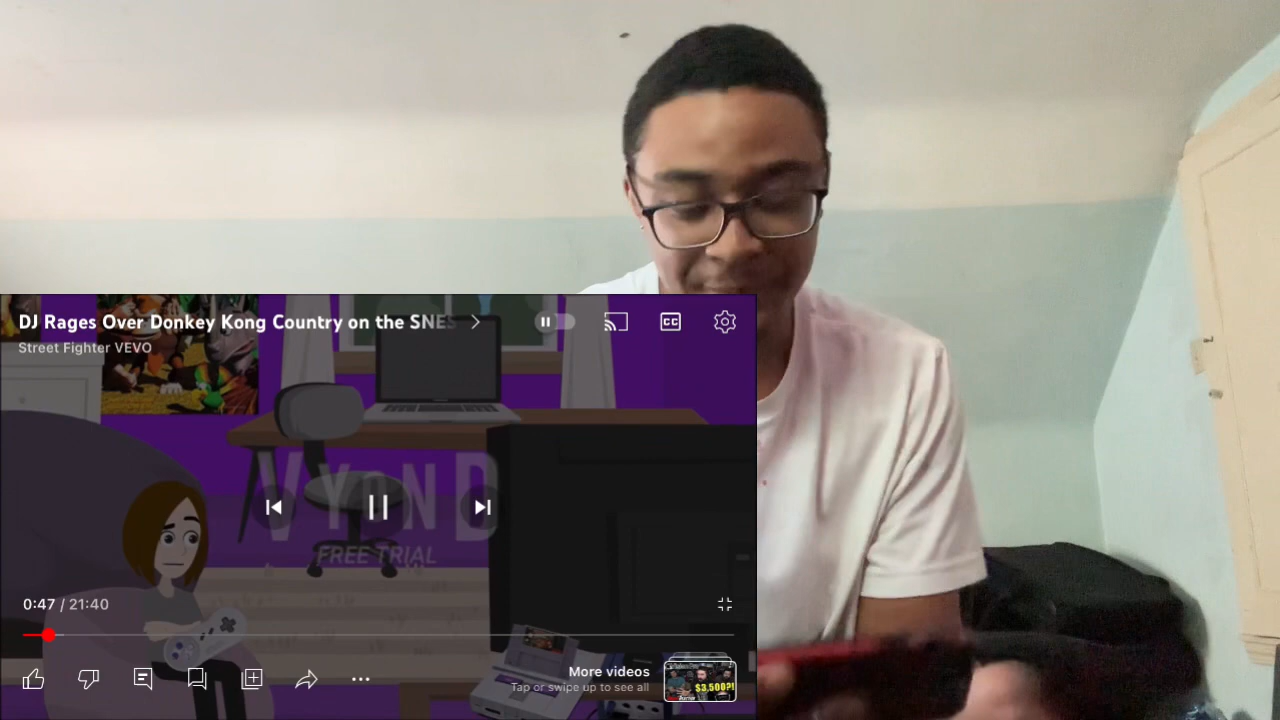 DJ Rages Over Donkey Kong Country on the SNES
Street Fighter VEVO
CC
VYOND
FREE TRIAL
0:47 / 21:40
More videos
Tap or swipe up to see all
$3,500?!